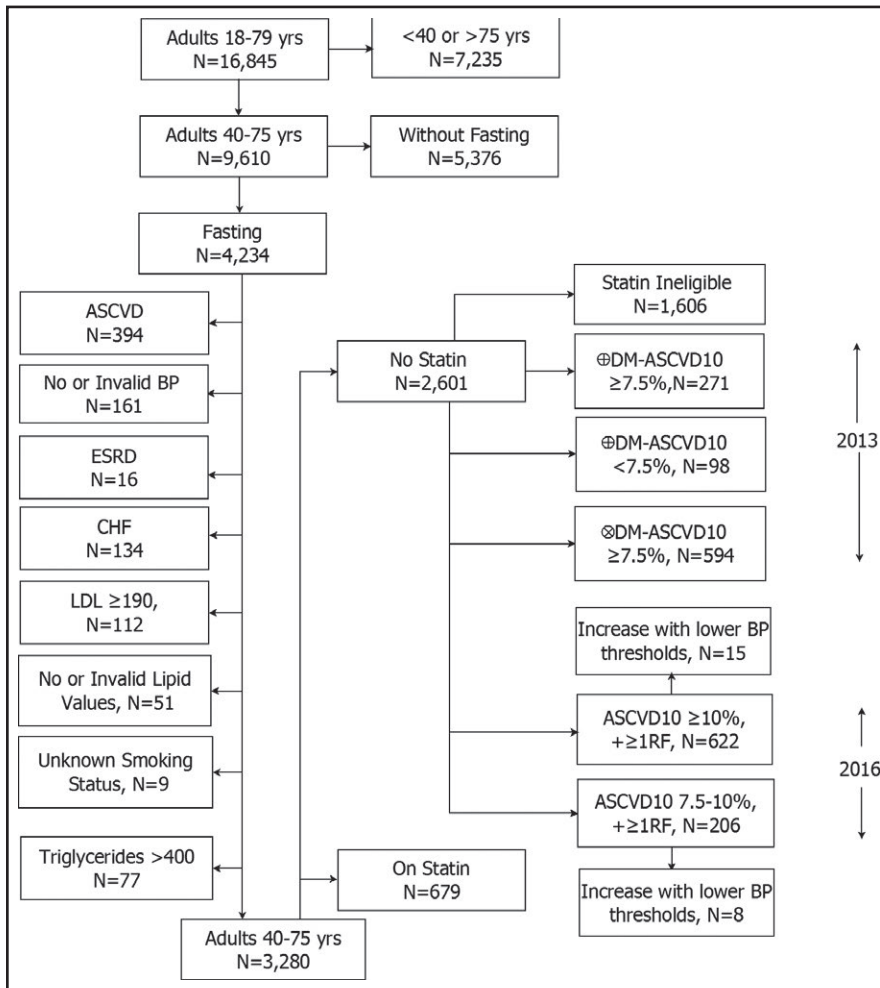 Adults 18-79 yrs
N=16,845
<40 or >75 yrs
N=7,235
Adults 40-75 yrs
N=9,610
Without Fasting
N=5,376
Fasting
N=4,234
ASCVD
N=394
No or Invalid BP
N=161
ESRD
N=16
CHF
N=134
LDL ≥190,
N=112
No or Invalid Lipid
Values, N=51
Unknown Smoking
Status, N=9
Triglycerides >400
N=77
Adults 40-75 yrs
N=3,280
No Statin
N=2,601
On Statin
N=679
Statin Ineligible
N=1,606
⊕DM-ASCVD10
≥7.5%,N=271
⊕DM-ASCVD10
<7.5%, N=98
⊗DM-ASCVD10
≥7.5%, N=594
2013
Increase with lower BP
thresholds, N=15
ASCVD10 ≥10%,
+≥1RF, N=622
ASCVD10 7.5-10%,
+≥1RF, N=206
2016
Increase with lower BP
thresholds, N=8